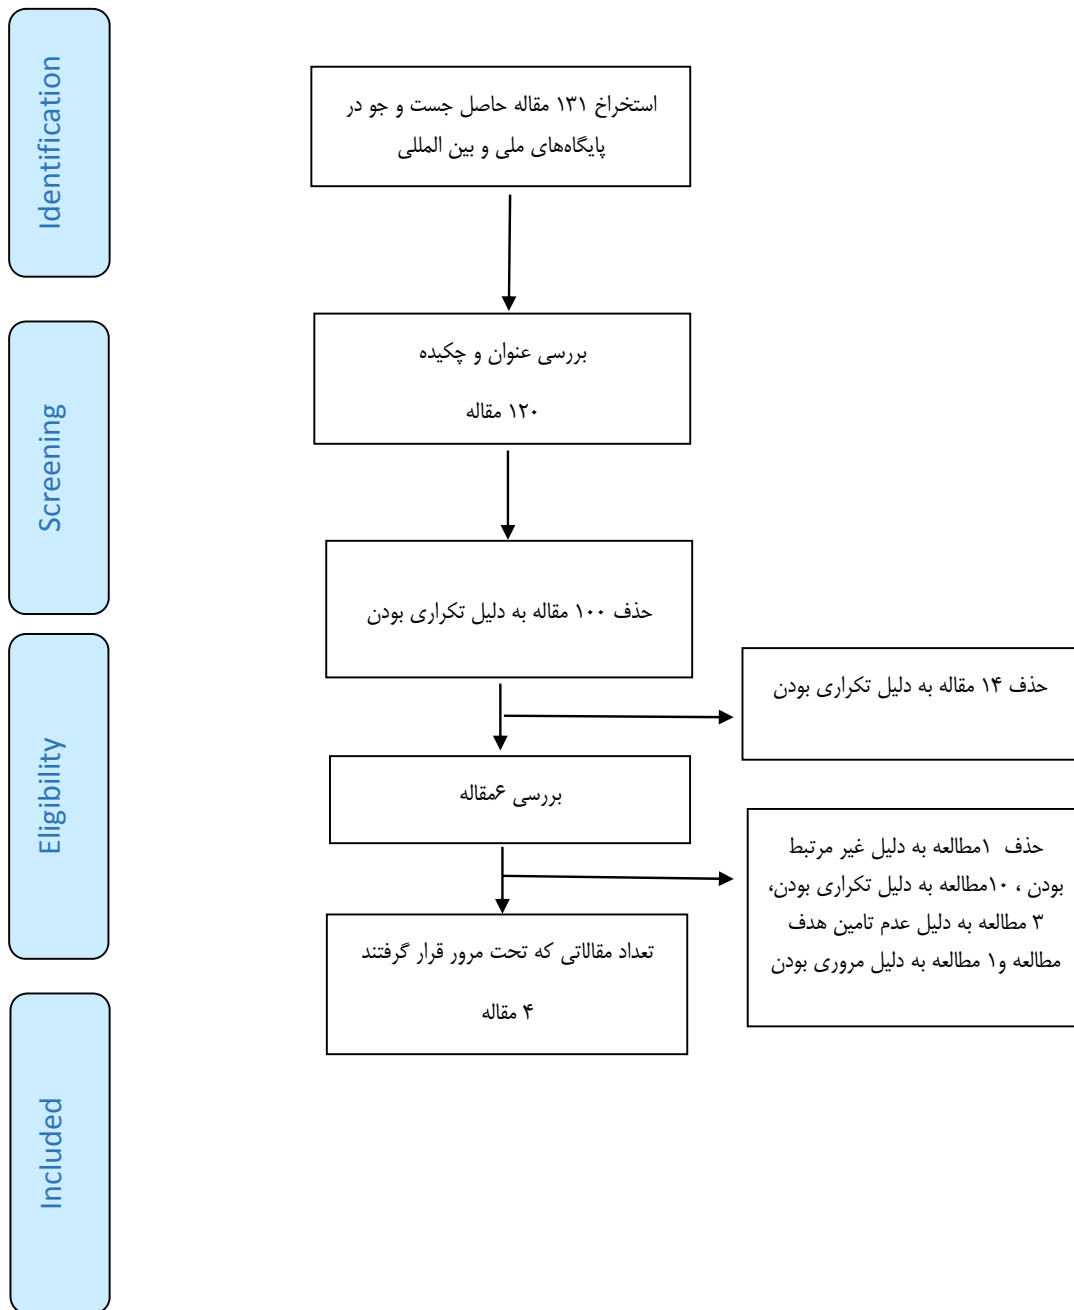 Identification
استخراخ ۱۳۱ مقاله حاصل جست و جو در
پایگاه‌های ملی و بین المللی
Screening
بررسی عنوان و چکیده
۱۲۰ مقاله
حذف ۱۰۰ مقاله به دلیل تکراری بودن
Eligibility
حذف ۱۴ مقاله به دلیل تکراری بودن
بررسی ۶مقاله
حذف ۱مطالعه به دلیل غیر مرتبط
بودن ، ۱۰مطالعه به دلیل تکراری بودن،
۳ مطالعه به دلیل عدم تامین هدف
مطالعه و۱ مطالعه به دلیل مروری بودن
Included
تعداد مقالاتی که تحت مرور قرار گرفتند
۴ مقاله